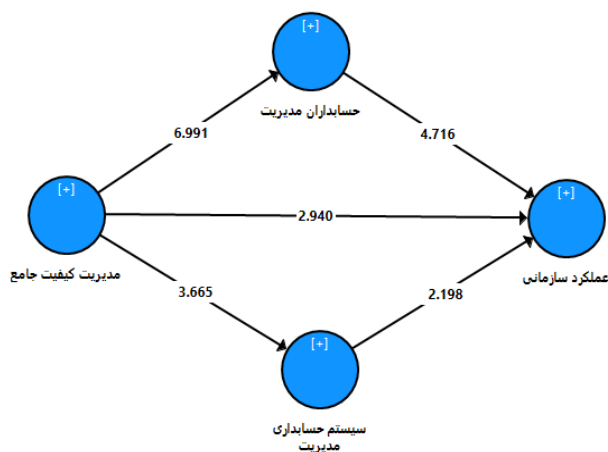 [+]
حسابداران مدیریت
6.991
4.716
[+]
مدیریت کیفیت جامع
2.940
[+]
عملکرد سازمانی
3.665
2.198
[+]
سیستم حسابداری
مدیریت